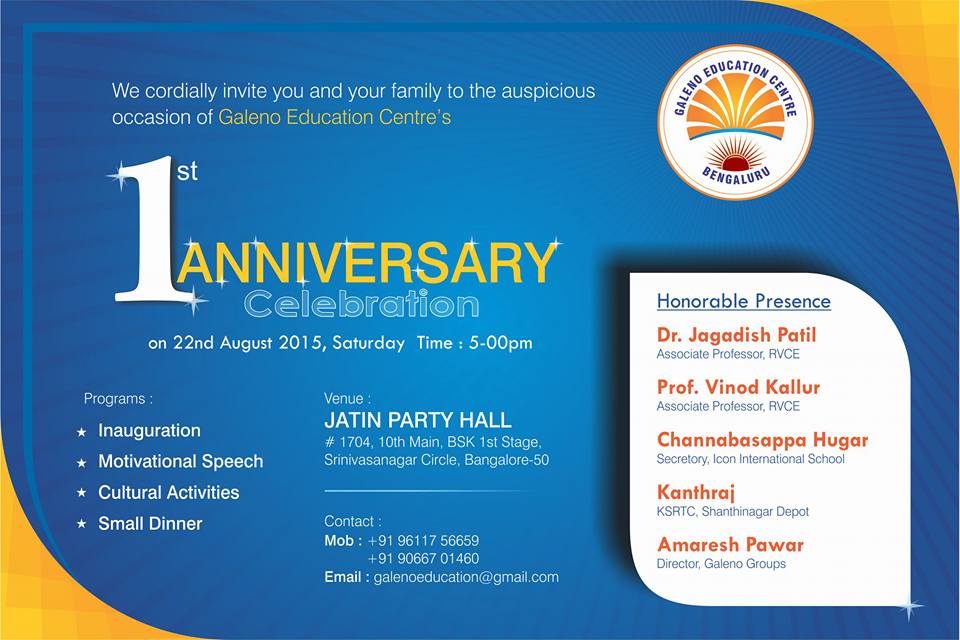 We cordially invite you and your family to the auspicious
occasion of Galeno Education Centre's
1st
ANNIVERSARY
Celebration
on 22nd August 2015, Saturday Time : 5-00pm
Programs :
Inauguration
Motivational Speech
Cultural Activities
Small Dinner
Venue :
JATIN PARTY HALL
# 1704, 10th Main, BSK 1st Stage,
Srinivasanagar Circle, Bangalore-50
Contact :
Mob : +91 96117 56659
+91 90667 01460
Email : galenoeducation@gmail.com
GALENO EDUCATION CENTRE
BENGALURU
Honorable Presence
Dr. Jagadish Patil
Associate Professor, RVCE
Prof. Vinod Kallur
Associate Professor, RVCE
Channabasappa Hugar
Secretary, Icon International School
Kanthraj
KSRTC, Shanthinagar Depot
Amaresh Pawar
Director, Galeno Groups